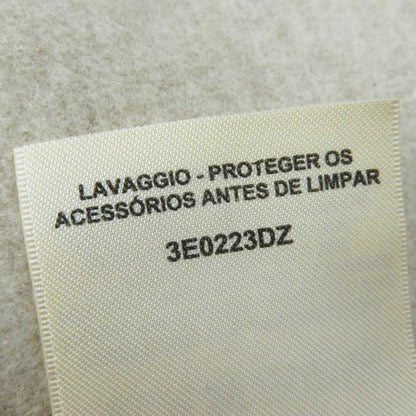 LAVAGGIO - PROTEGER OS
ACESSÓRIOS ANTES DE LIMPAR
3E0223DZ